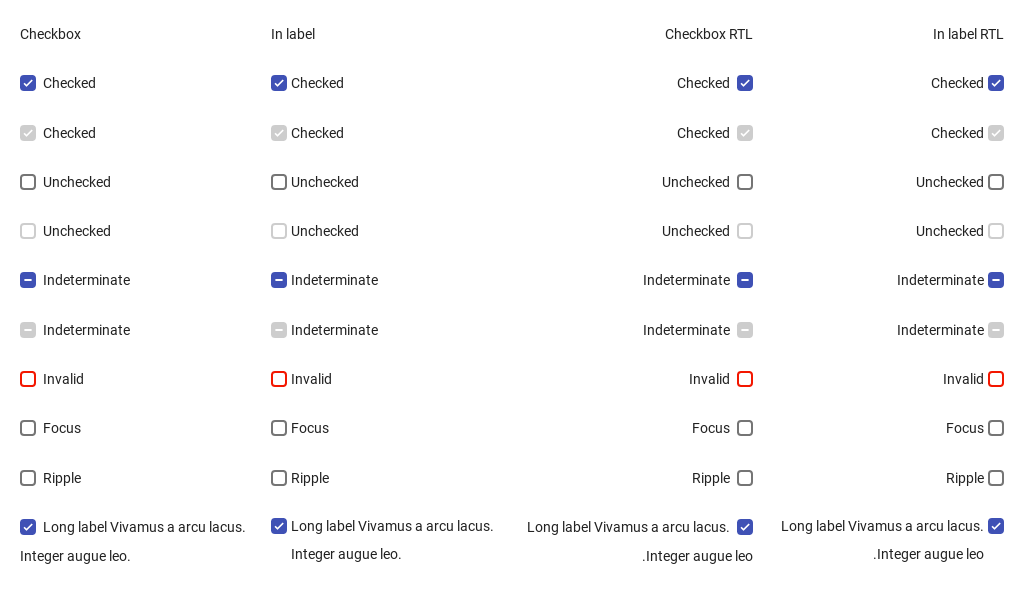 Checkbox In label Checkbox RTL In label RTL
Checked Checked Checked Checked
Checked Checked Checked Checked
Unchecked Unchecked Unchecked Unchecked
Unchecked Unchecked Unchecked Unchecked
Indeterminate Indeterminate Indeterminate Indeterminate
Indeterminate Indeterminate Indeterminate Indeterminate
Invalid Invalid Invalid Invalid
Focus Focus Focus Focus
Ripple Ripple Ripple Ripple
Long label Vivamus a arcu lacus. Long label Vivamus a arcu lacus. Long label Vivamus a arcu lacus. Long label Vivamus a arcu lacus.
Integer augue leo. Integer augue leo. .Integer augue leo .Integer augue leo